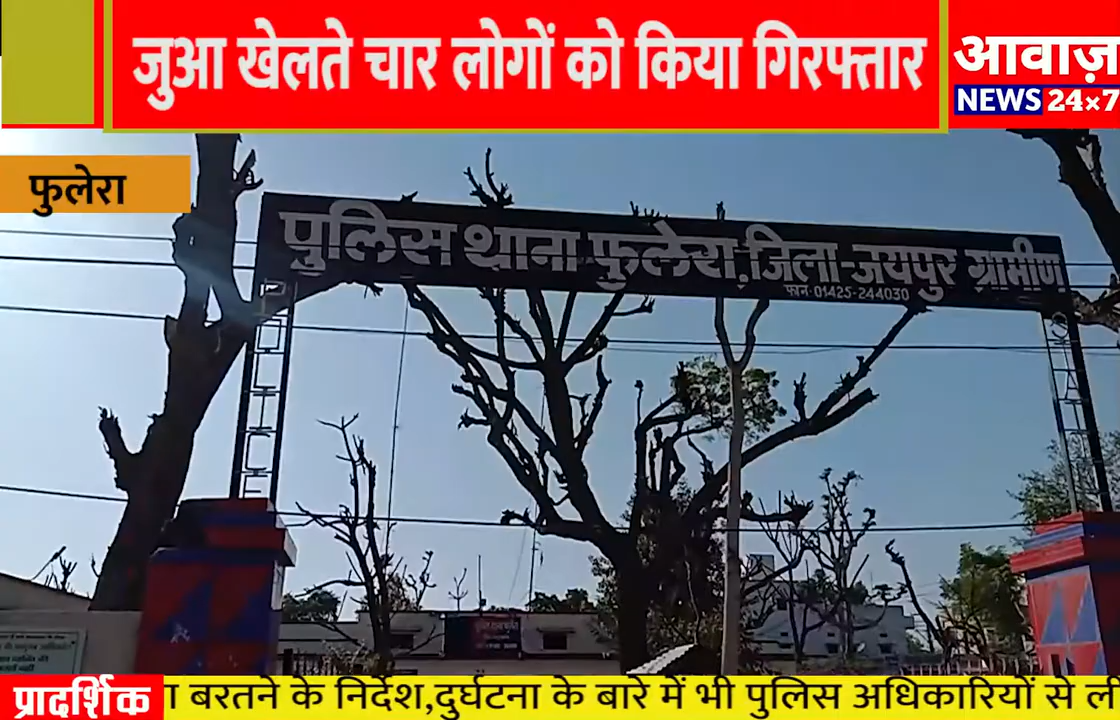 जुआ खेलते चार लोगों को किया गिरफ्तार
आवाज़
NEWS 24×7
फुलेरा
पुलिस थाना फुलेरा,जिला-जयपुर ग्रामीण
फोन-01425-244030
प्रादर्शिक
ा बरतने के निर्देश,दुर्घटना के बारे में भी पुलिस अधिकारियों से ली